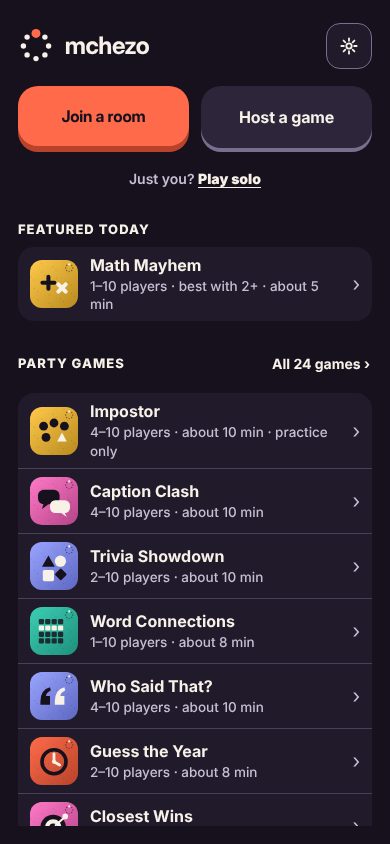 mchezo
Join a room
Host a game
Just you? Play solo
FEATURED TODAY
Math Mayhem
1–10 players · best with 2+ · about 5
min
PARTY GAMES
All 24 games ›
Impostor
4–10 players · about 10 min · practice
only
Caption Clash
4–10 players · about 10 min
Trivia Showdown
2–10 players · about 10 min
Word Connections
1–10 players · about 8 min
Who Said That?
4–10 players · about 10 min
Guess the Year
2–10 players · about 10 min
Closest Wins